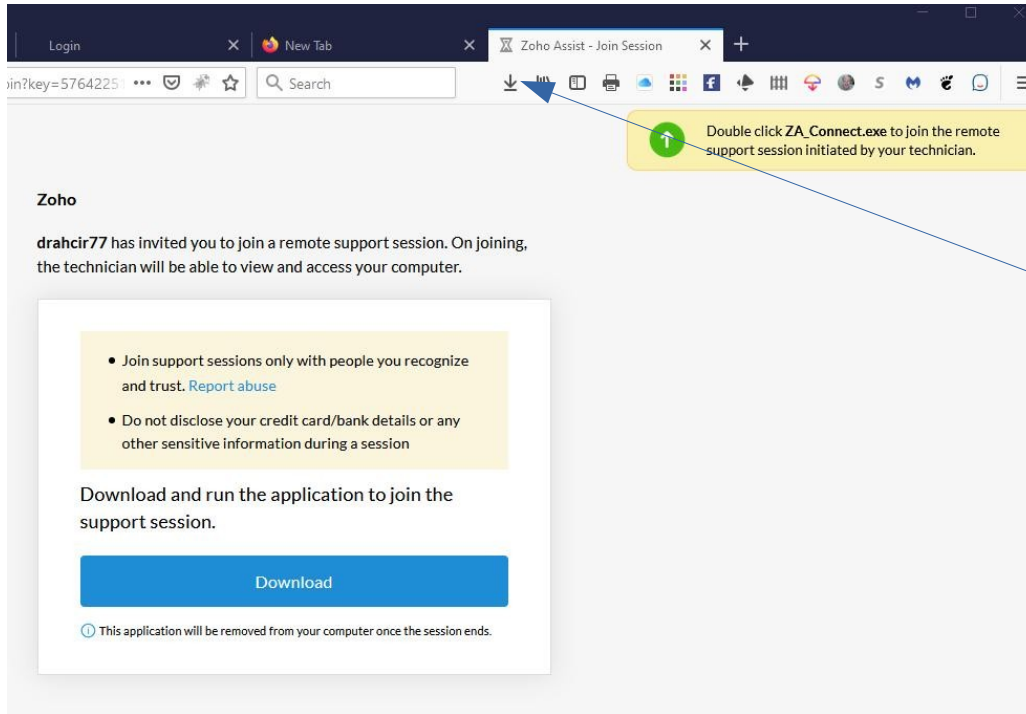 Login
New Tab
Zoho Assist - Join Session
oin?key=5764225
Search
Double click ZA_Connect.exe to join the remote
support session initiated by your technician.
Zoho
drahcir77 has invited you to join a remote support session. On joining,
the technician will be able to view and access your computer.
• Join support sessions only with people you recognize
and trust. Report abuse
• Do not disclose your credit card/bank details or any
other sensitive information during a session
Download and run the application to join the
support session.
Download
This application will be removed from your computer once the session ends.